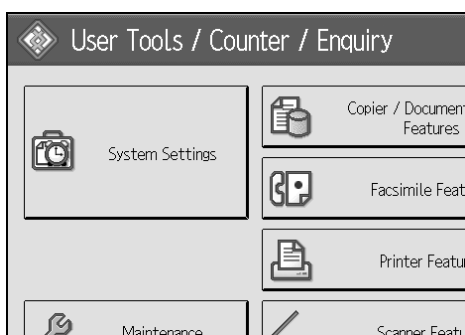 User Tools / Counter / Enquiry
System Settings
Copier / Document
Features
Facsimile Feat
Printer Featu
Maintenance
Scanner Featu